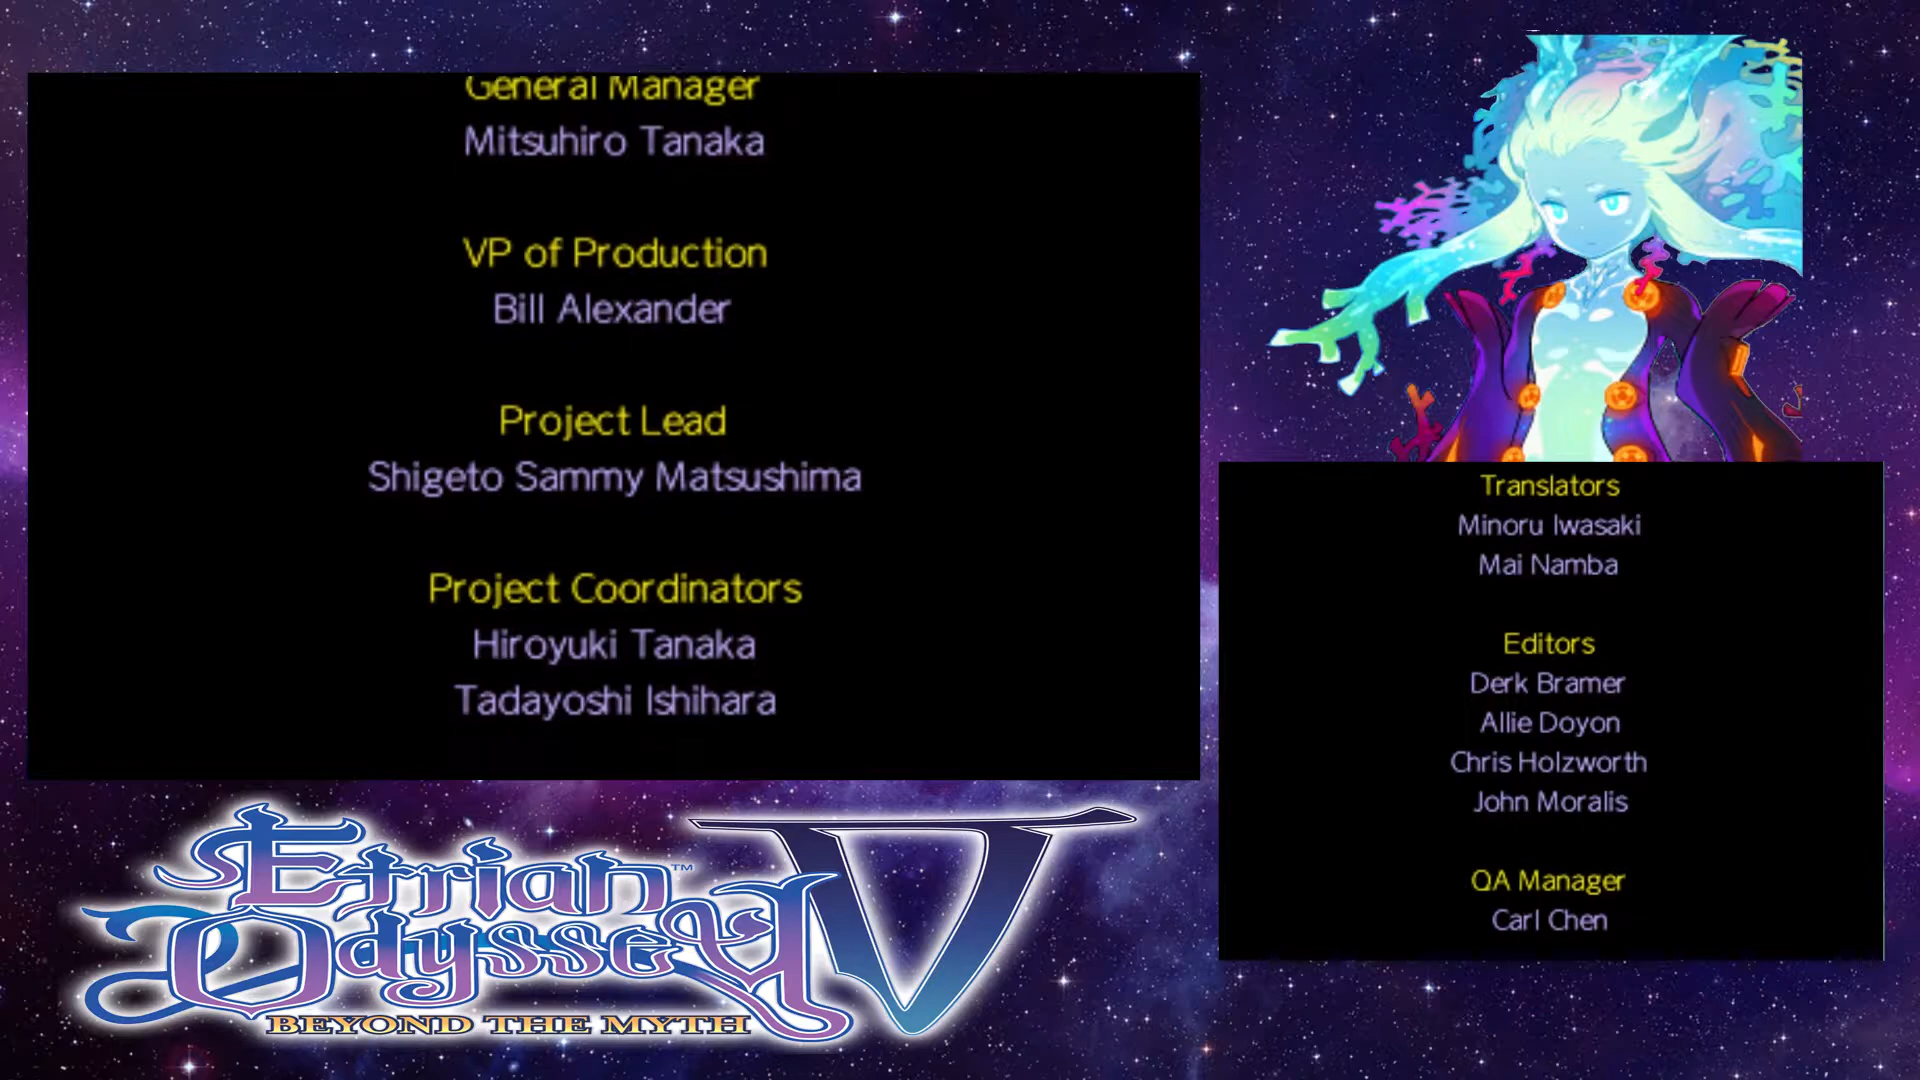 General Manager
Mitsuhiro Tanaka
VP of Production
Bill Alexander
Project Lead
Shigeto Sammy Matsushima
Project Coordinators
Hiroyuki Tanaka
Tadayoshi Ishihara
Translators
Minoru Iwasaki
Mai Namba
Editors
Derk Bramer
Allie Doyon
Chris Holzworth
John Moralis
QA Manager
Carl Chen
Etrian™
Odyssey V
BEYOND THE MYTH